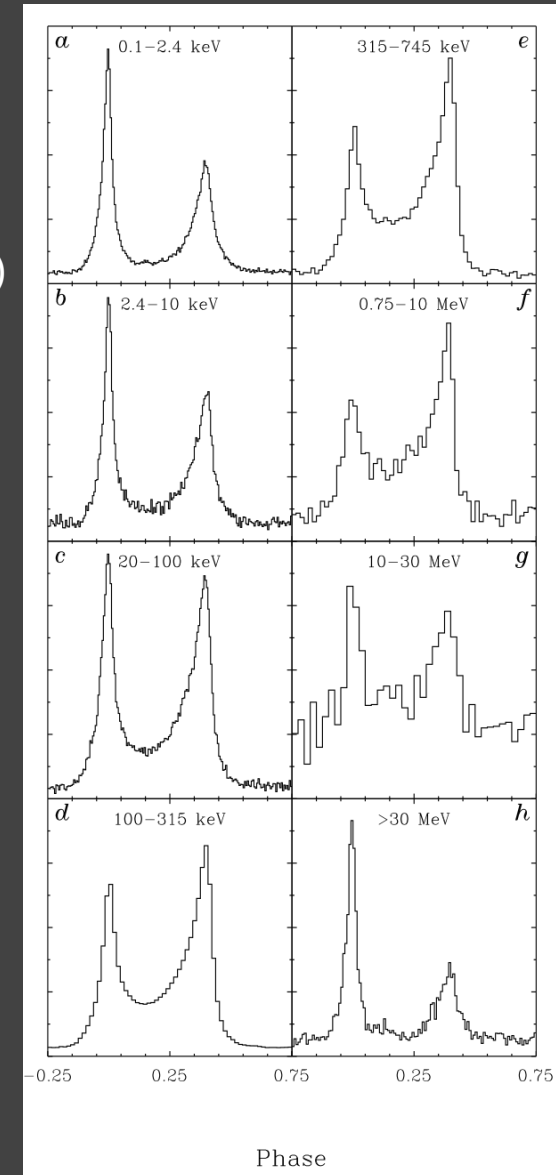 a 0.1−2.4 keV
315−745 keV e
b 2.4−10 keV
0.75−10 MeV f
c 20−100 keV
10−30 MeV g
d 100−315 keV
>30 MeV h
−0.25 0.25 0.75 0.25 0.75
Phase
)